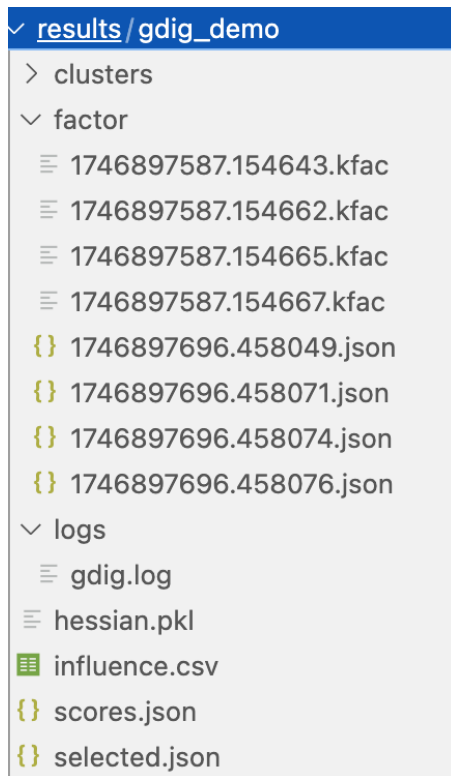 results/gdig_demo
clusters
factor
1746897587.154643.kfac
1746897587.154662.kfac
1746897587.154665.kfac
1746897587.154667.kfac
1746897696.458049.json
1746897696.458071.json
1746897696.458074.json
1746897696.458076.json
logs
gdig.log
hessian.pkl
influence.csv
scores.json
selected.json